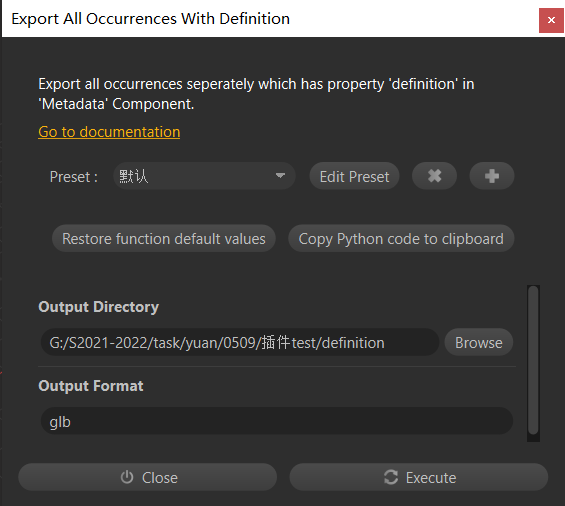 Export All Occurrences With Definition
Export all occurrences seperately which has property 'definition' in
'Metadata' Component.
Go to documentation
Preset : 默认 Edit Preset
Restore function default values Copy Python code to clipboard
Output Directory
G:/S2021-2022/task/yuan/0509/插件test/definition Browse
Output Format
glb
Close Execute